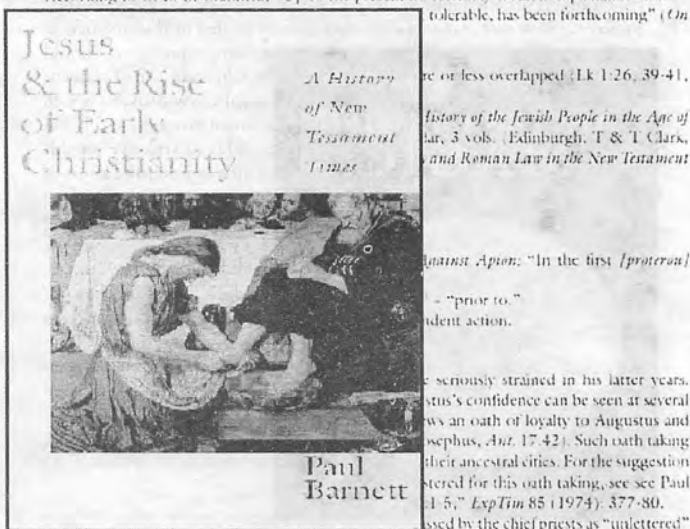 tolerable, has been forthcoming" (On
Jesus
& the Rise
of Early
Christianity
A History
of New
Testament
Times
re or less overlapped (Lk 1:26, 39-41,
History of the Jewish People in the Age of
lar, 3 vols. (Edinburgh: T & T Clark,
and Roman Law in the New Testament
Against Apion: "In the first [proteron]
- "prior to."
ndent action.
e seriously strained in his latter years.
stus's confidence can be seen at several
ws an oath of loyalty to Augustus and
osephus, Ant. 17.42). Such oath taking
their ancestral cities. For the suggestion
stered for this oath taking, see see Paul
:1-5," ExpTim 85 (1974): 377-80.
ssed by the chief priests as "unlettered"
Paul
Barnett